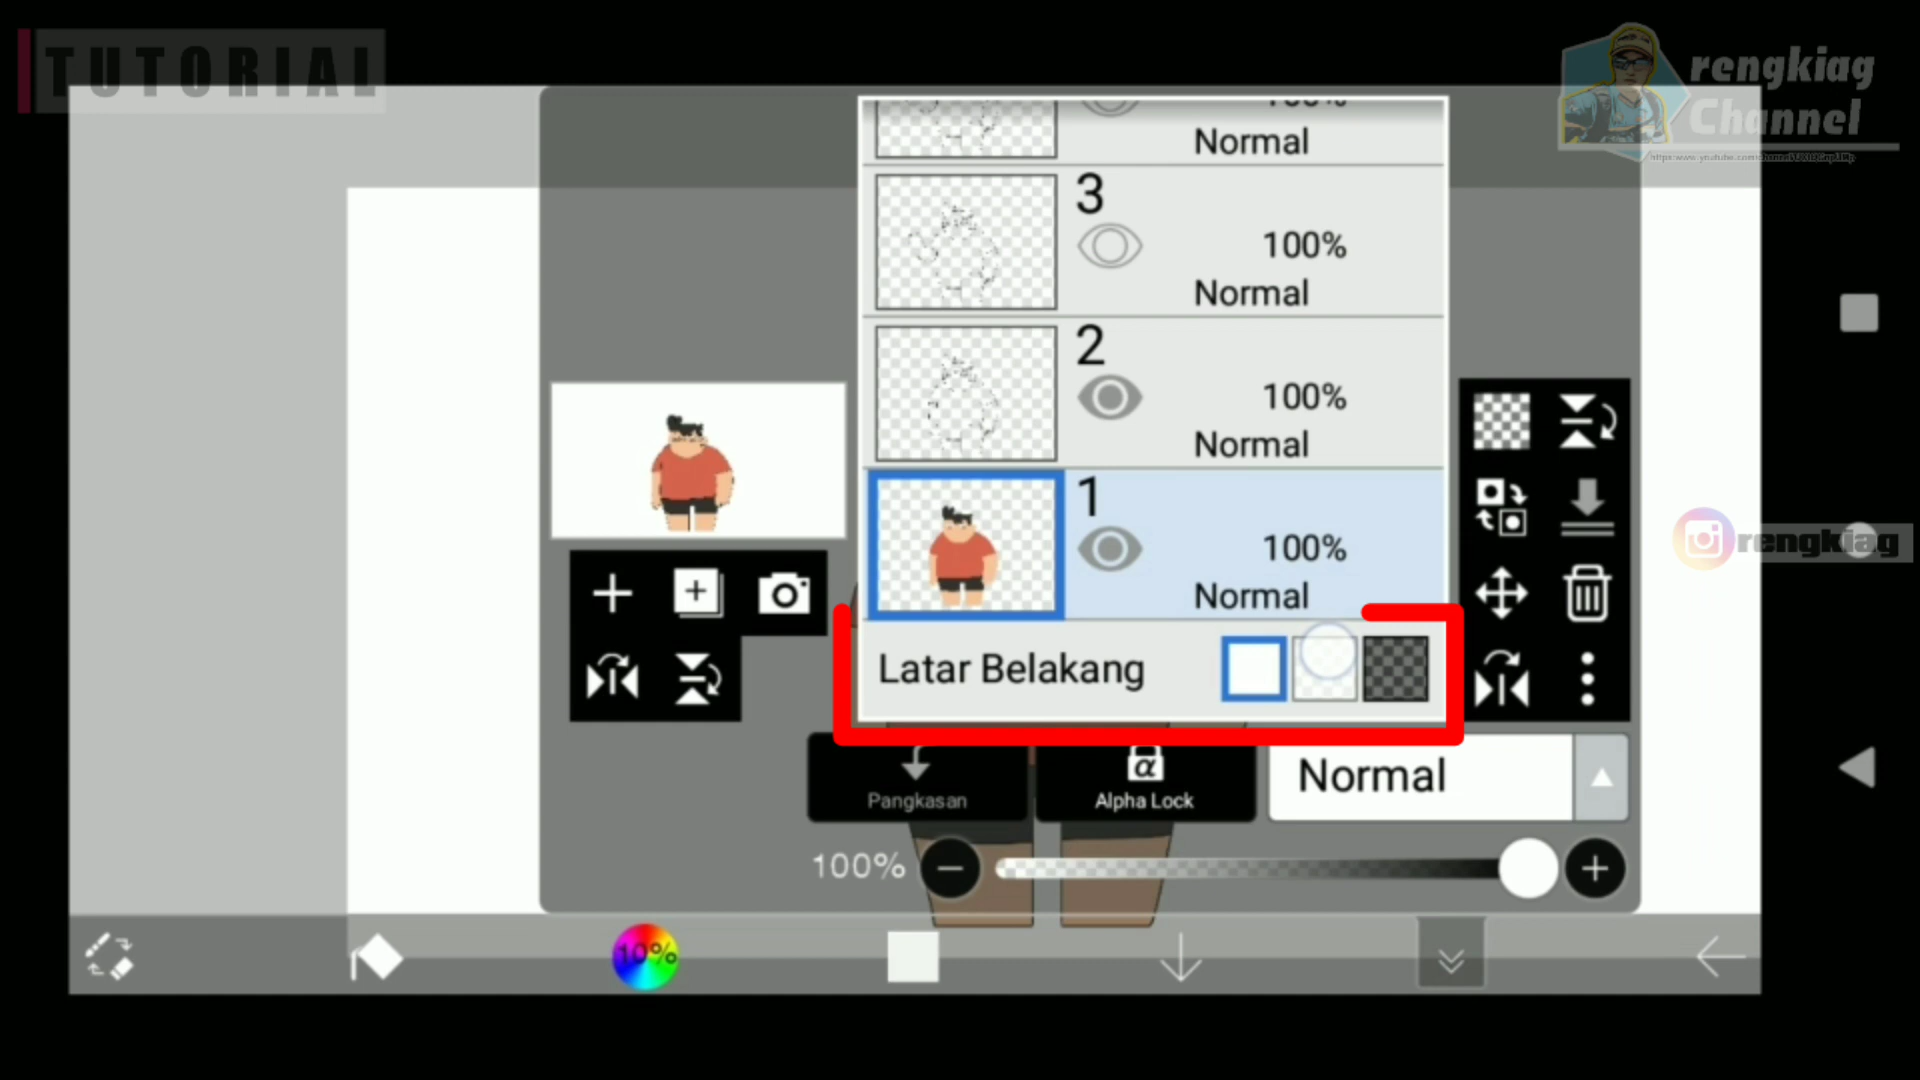 TUTORIAL
rengkiag
Channel
Normal
3
100%
Normal
2
100%
Normal
1
100%
Normal
Latar Belakang
rengkiag
Pangkasan
α
Alpha Lock
Normal
100%
10%